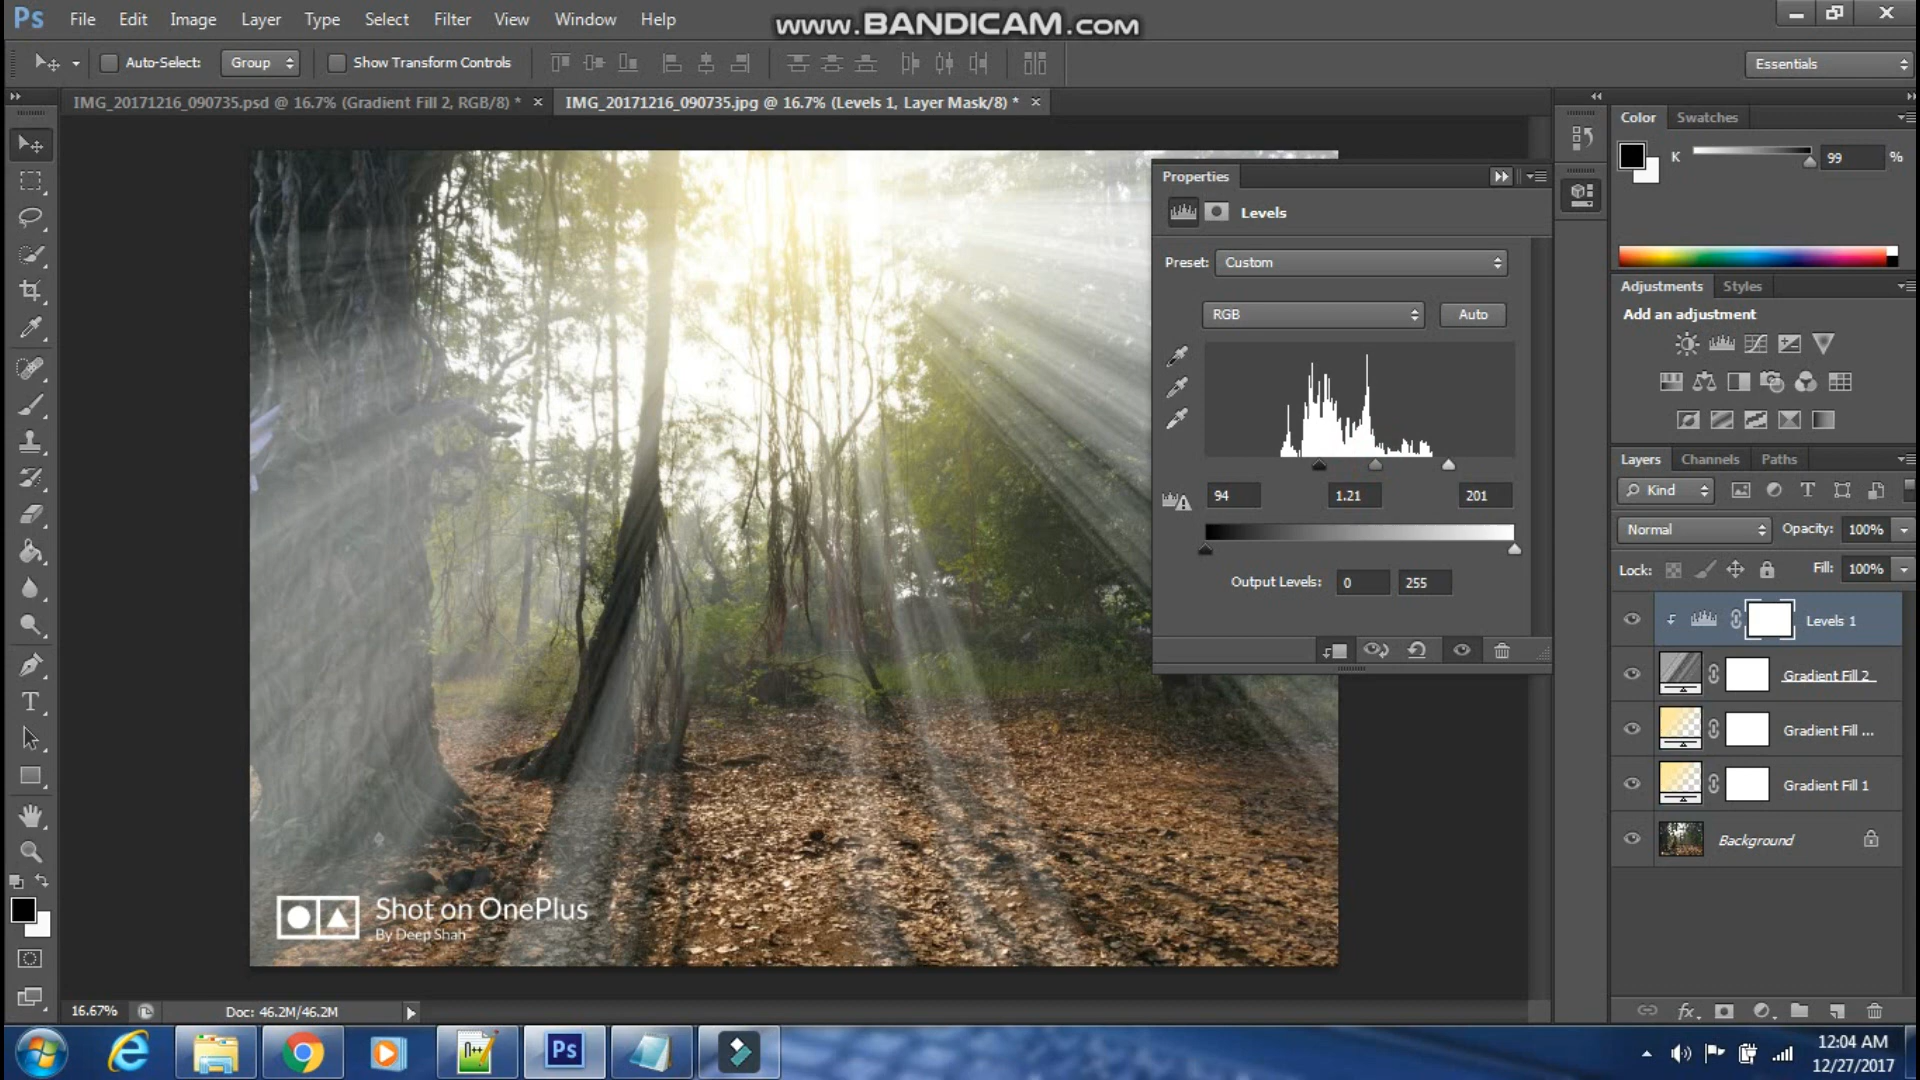 Ps File Edit Image Layer Type Select Filter View Window Help
www.BANDICAM.com
Auto-Select: Group Show Transform Controls Essentials
IMG_20171216_090735.psd @ 16.7% (Gradient Fill 2, RGB/8) * × IMG_20171216_090735.jpg @ 16.7% (Levels 1, Layer Mask/8) * ×
Color Swatches
K 99 %
Properties
Levels
Preset: Custom
RGB Auto
94 1.21 201
Output Levels: 0 255
Adjustments Styles
Add an adjustment
Layers Channels Paths
Kind
Normal Opacity: 100%
Lock: Fill: 100%
Levels 1
Gradient Fill 2
Gradient Fill ...
Gradient Fill 1
Background
Shot on OnePlus
By Deep Shah
16.67% Doc: 46.2M/46.2M
n++ Ps
12:04 AM
12/27/2017